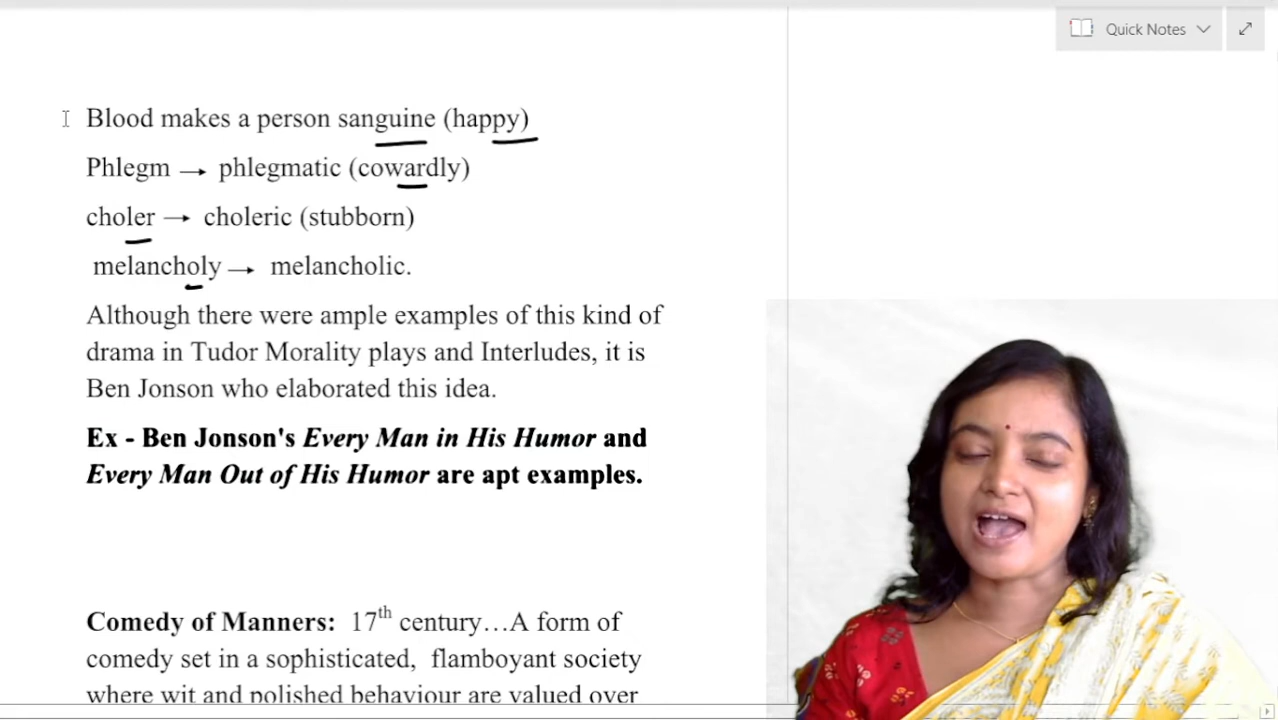 Quick Notes
Blood makes a person sanguine (happy)
Phlegm → phlegmatic (cowardly)
choler → choleric (stubborn)
melancholy → melancholic.
Although there were ample examples of this kind of
drama in Tudor Morality plays and Interludes, it is
Ben Jonson who elaborated this idea.
Ex - Ben Jonson's Every Man in His Humor and
Every Man Out of His Humor are apt examples.
Comedy of Manners: 17th century…A form of
comedy set in a sophisticated, flamboyant society
where wit and polished behaviour are valued over